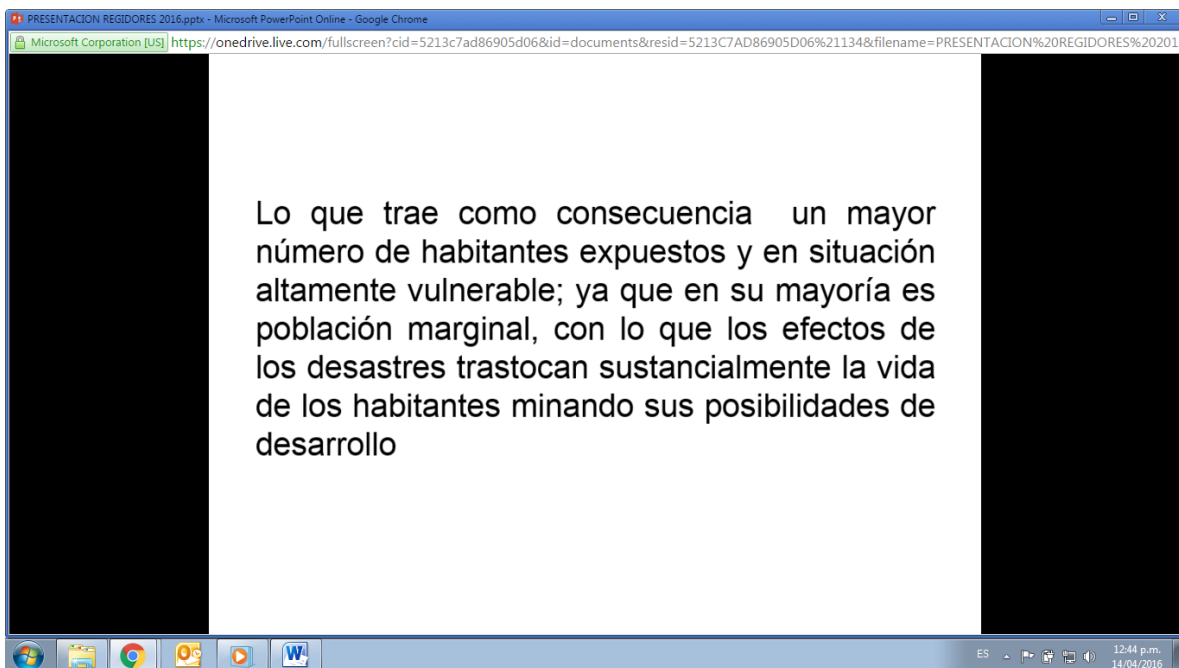 PRESENTACION REGIDORES 2016.pptx - Microsoft PowerPoint Online - Google Chrome
Microsoft Corporation [US] https://onedrive.live.com/fullscreen?cid=5213c7ad86905d06&id=documents&resid=5213C7AD86905D06%21134&filename=PRESENTACION%20REGIDORES%20201
Lo que trae como consecuencia un mayor
número de habitantes expuestos y en situación
altamente vulnerable; ya que en su mayoría es
población marginal, con lo que los efectos de
los desastres trastocan sustancialmente la vida
de los habitantes minando sus posibilidades de
desarrollo
ES
12:44 p.m.
14/04/2016